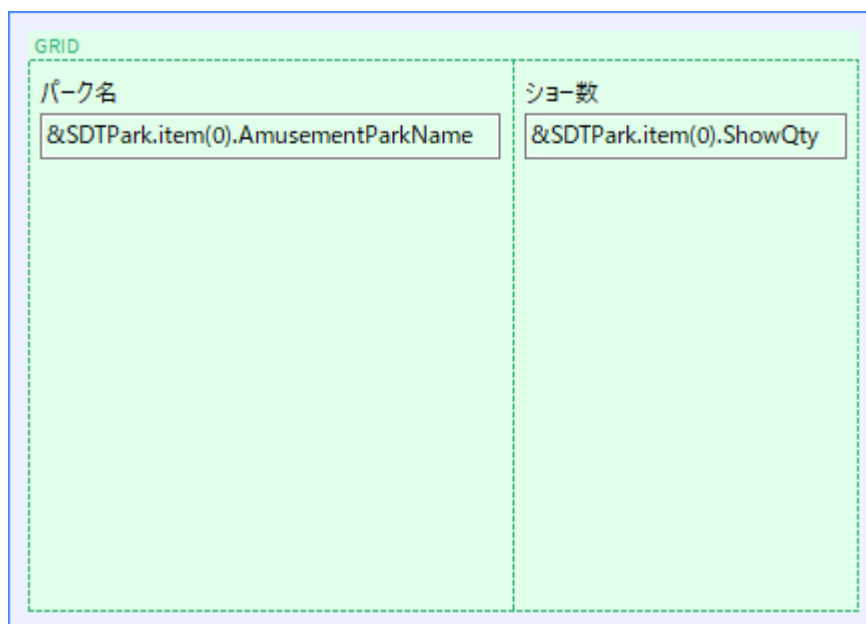 GRID
パーク名
ショー数
&SDTPark.item(0).AmusementParkName
&SDTPark.item(0).ShowQty